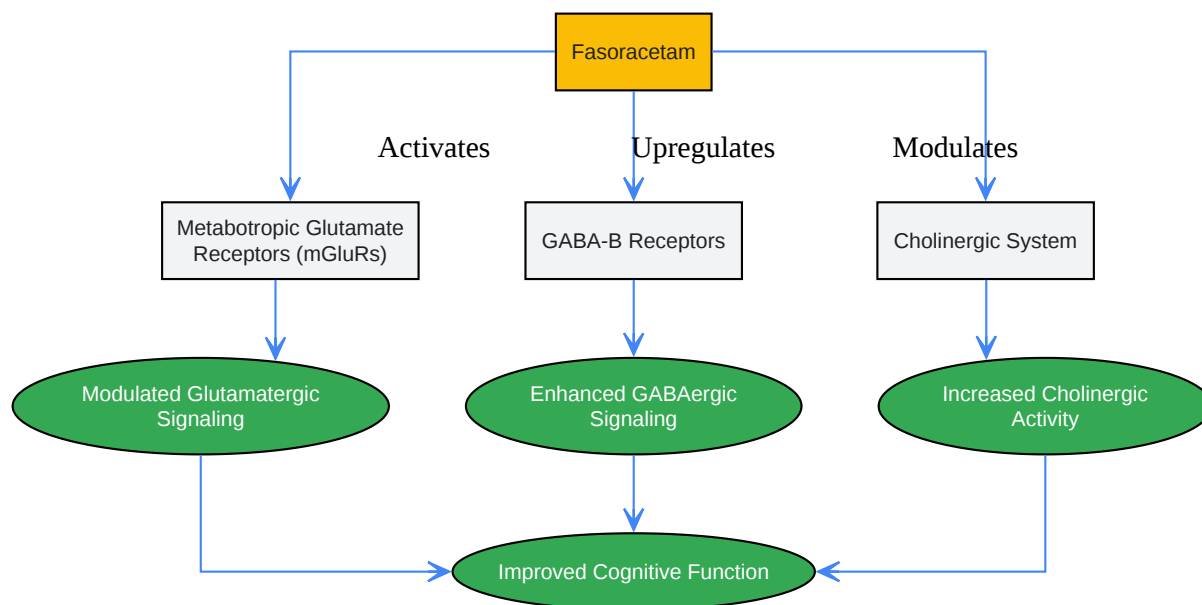 Fasoracetam
Activates
Upregulates
Modulates
Metabotropic Glutamate
Receptors (mGluRs)
GABA-B Receptors
Cholinergic System
Modulated Glutamatergic
Signaling
Enhanced GABAergic
Signaling
Increased Cholinergic
Activity
Improved Cognitive Function